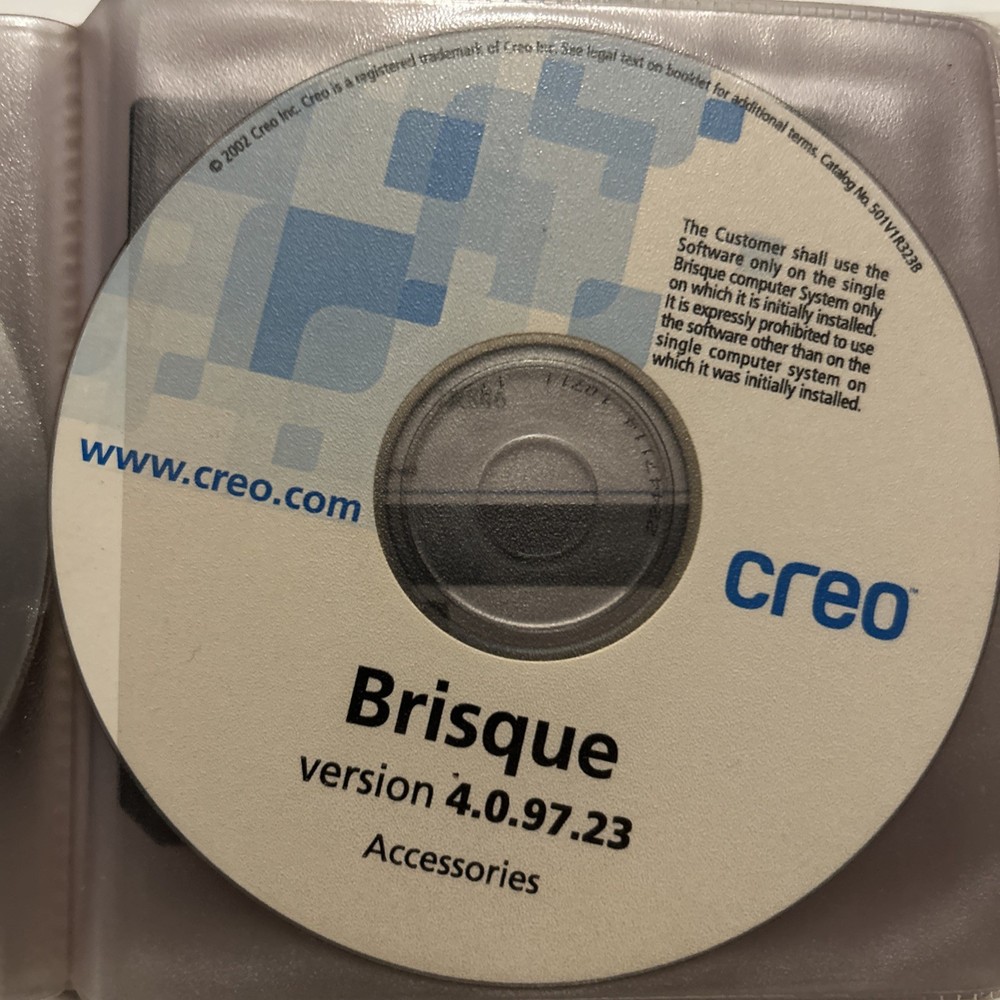 © 2002 Creo Inc. Creo is a registered trademark of Creo Inc. See legal text on booklet for additional terms. Catalog No. 501V1R323B
The Customer shall use the
Software only on the single
Brisque computer System only
on which it is initially installed.
It is expressly prohibited to use
the software other than on the
single computer system on
which it was initially installed.
www.creo.com
creo™
Brisque
version 4.0.97.23
Accessories